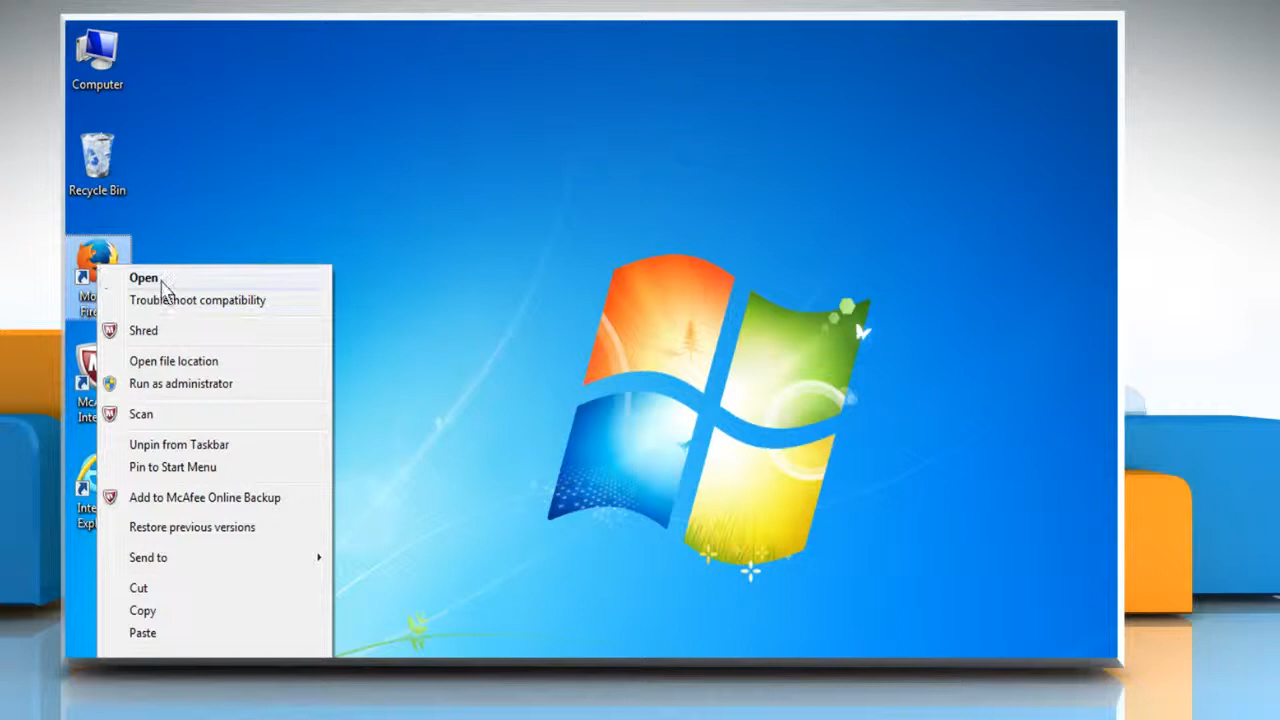 Computer
Recycle Bin
Open
Troubleshoot compatibility
Shred
Open file location
Run as administrator
Scan
Unpin from Taskbar
Pin to Start Menu
Add to McAfee Online Backup
Restore previous versions
Send to
Cut
Copy
Paste